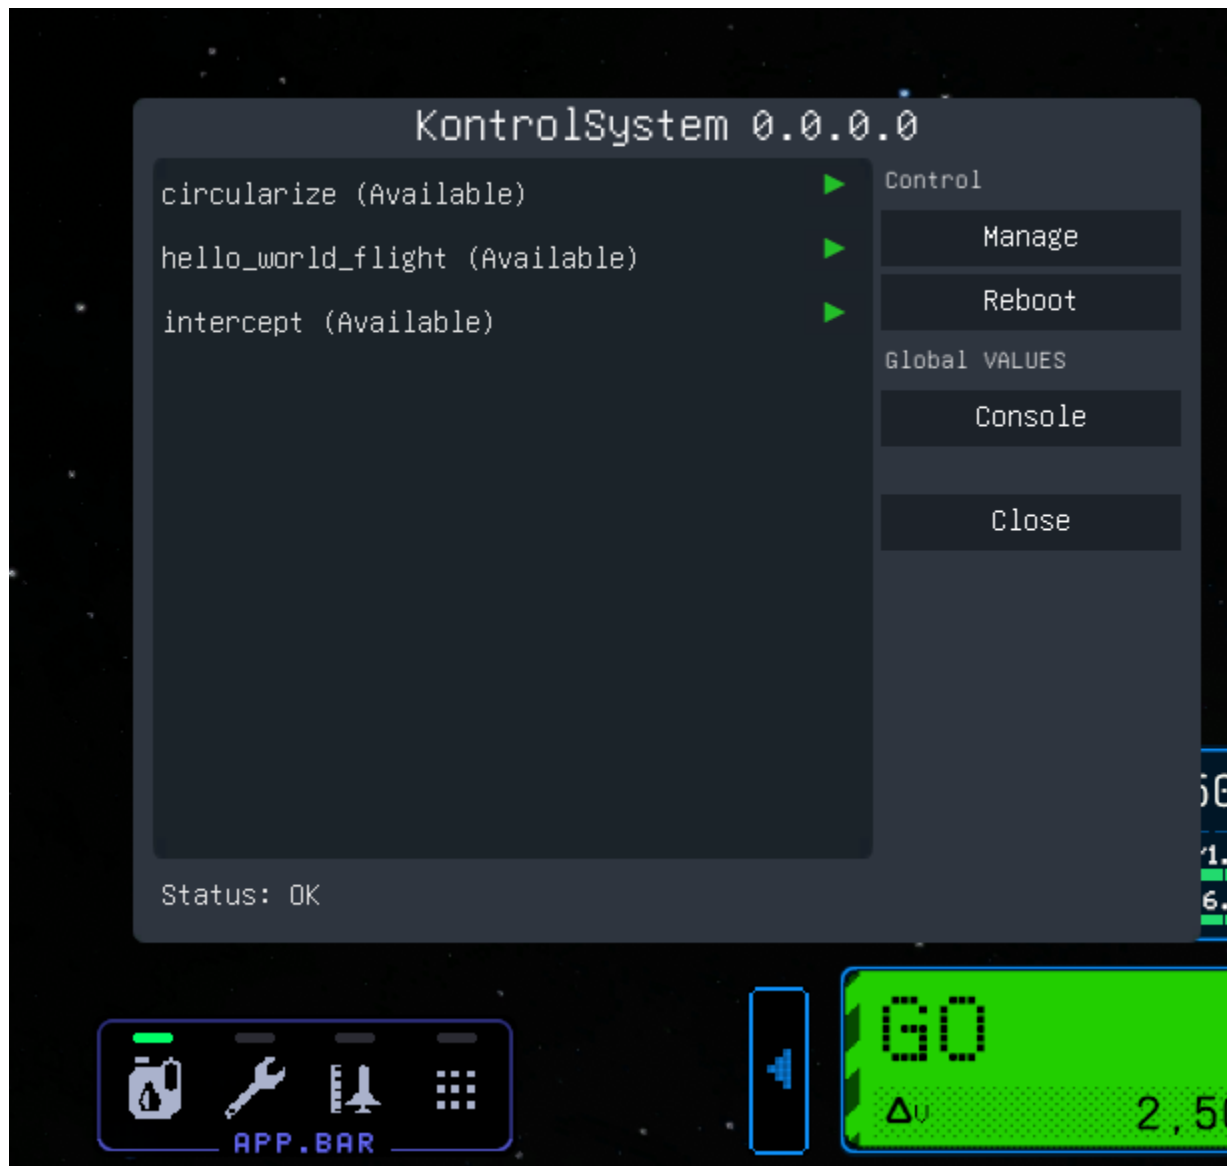 KontrolSystem 0.0.0.0
circularize (Available)
hello_world_flight (Available)
intercept (Available)
Control
Manage
Reboot
Global VALUES
Console
Close
Status: OK
GO
Δv
APP.BAR